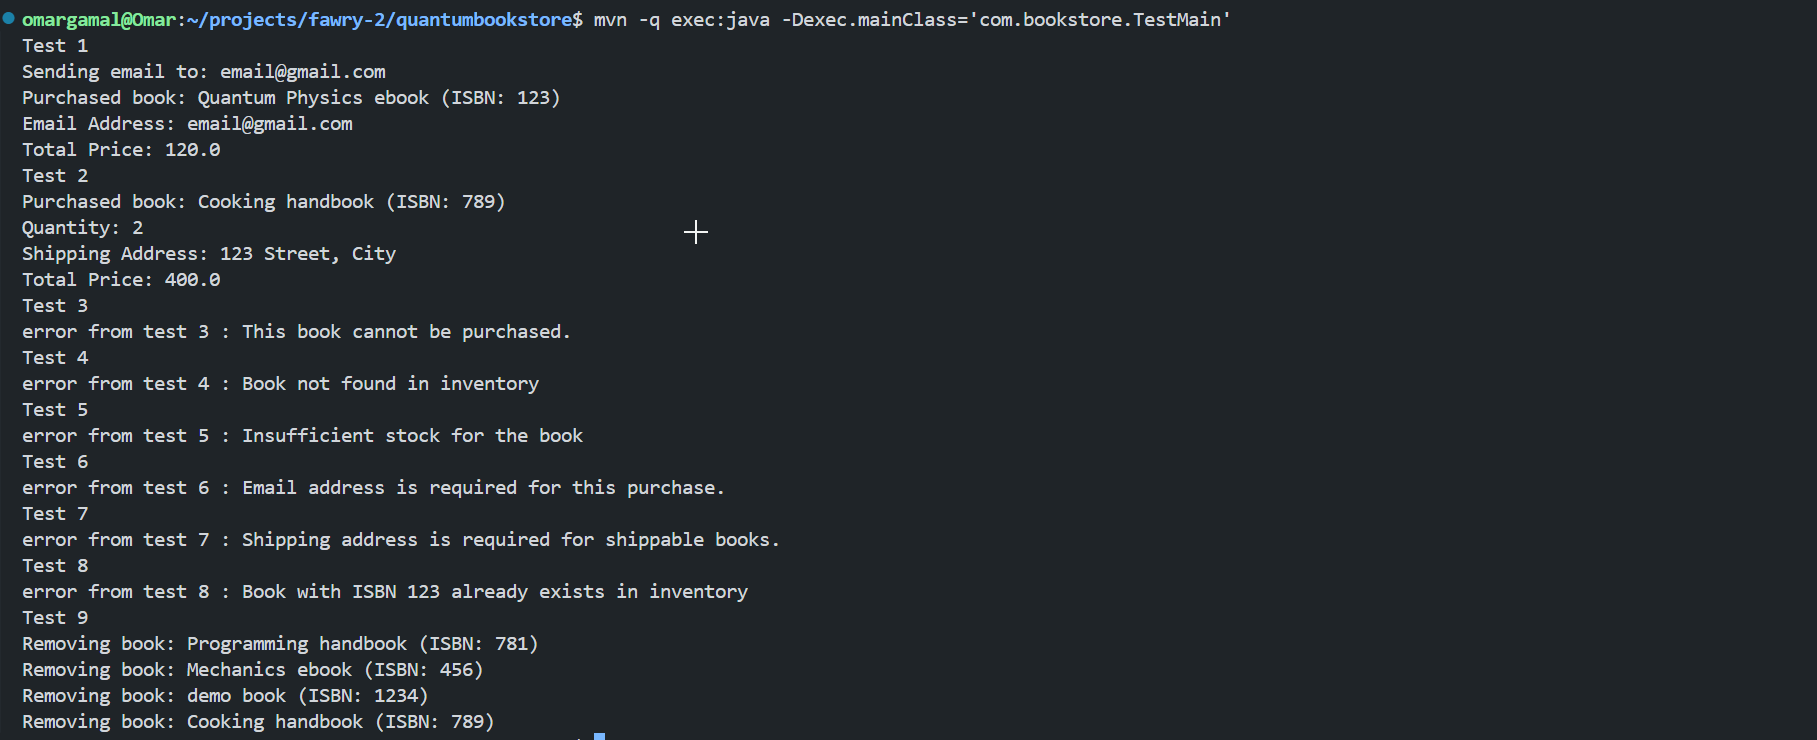 omargamal@Omar:~/projects/fawry-2/quantumbookstore$ mvn -q exec:java -Dexec.mainClass='com.bookstore.TestMain'
Test 1
Sending email to: email@gmail.com
Purchased book: Quantum Physics ebook (ISBN: 123)
Email Address: email@gmail.com
Total Price: 120.0
Test 2
Purchased book: Cooking handbook (ISBN: 789)
Quantity: 2
Shipping Address: 123 Street, City
Total Price: 400.0
Test 3
error from test 3 : This book cannot be purchased.
Test 4
error from test 4 : Book not found in inventory
Test 5
error from test 5 : Insufficient stock for the book
Test 6
error from test 6 : Email address is required for this purchase.
Test 7
error from test 7 : Shipping address is required for shippable books.
Test 8
error from test 8 : Book with ISBN 123 already exists in inventory
Test 9
Removing book: Programming handbook (ISBN: 781)
Removing book: Mechanics ebook (ISBN: 456)
Removing book: demo book (ISBN: 1234)
Removing book: Cooking handbook (ISBN: 789)